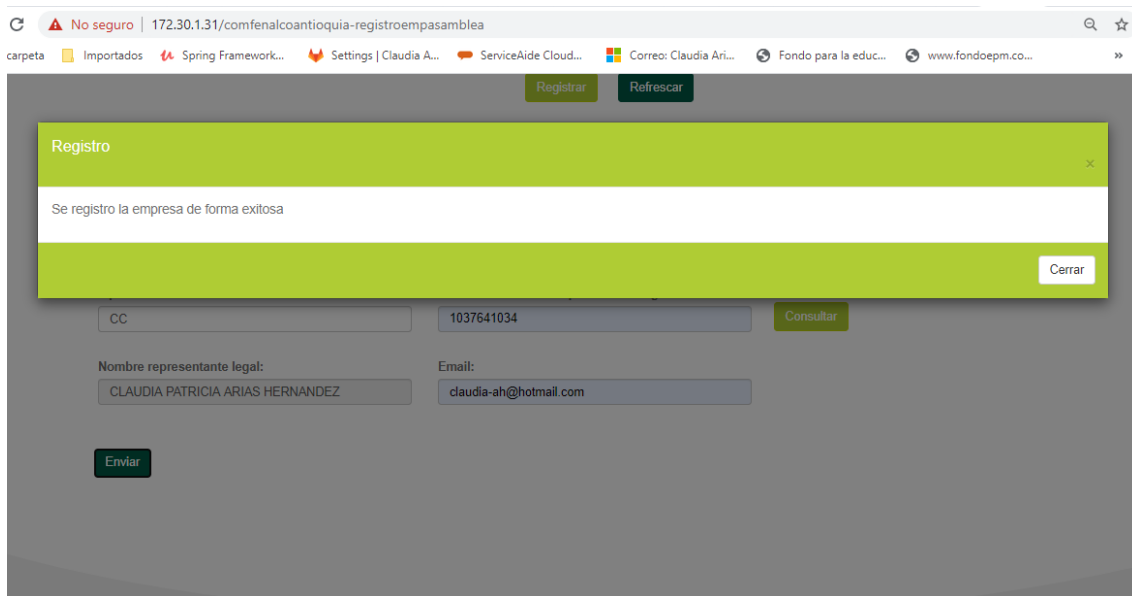 No seguro | 172.30.1.31/comfenalcoantioquia-registroempasamblea
carpeta Importados Spring Framework... Settings | Claudia A... ServiceAide Cloud... Correo: Claudia Ari... Fondo para la educ... www.fondoepm.co... »
Registrar Refrescar
Registro
×
Se registro la empresa de forma exitosa
Cerrar
CC 1037641034 Consultar
Nombre representante legal: Email:
CLAUDIA PATRICIA ARIAS HERNANDEZ claudia-ah@hotmail.com
Enviar